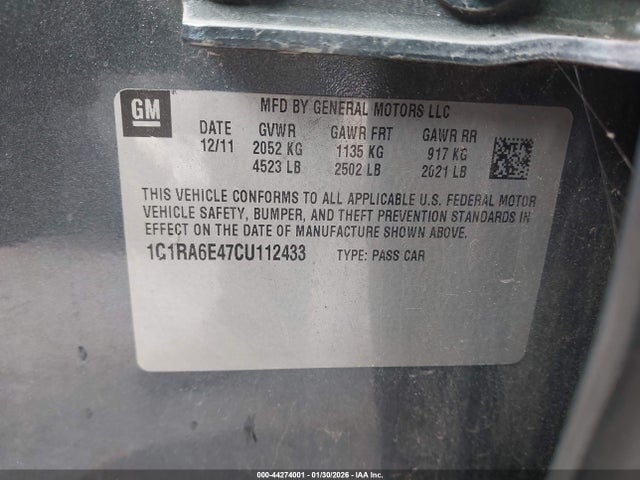 GM
MFD BY GENERAL MOTORS LLC
DATE GVWR GAWR FRT GAWR RR
12/11 2052 KG 1135 KG 917 KG
4523 LB 2502 LB 2021 LB
THIS VEHICLE CONFORMS TO ALL APPLICABLE U.S. FEDERAL MOTOR
VEHICLE SAFETY, BUMPER, AND THEFT PREVENTION STANDARDS IN
EFFECT ON THE DATE OF MANUFACTURE SHOWN ABOVE.
1G1RA6E47CU112433 TYPE: PASS CAR
000-44274001 - 01/30/2026 - IAA Inc.